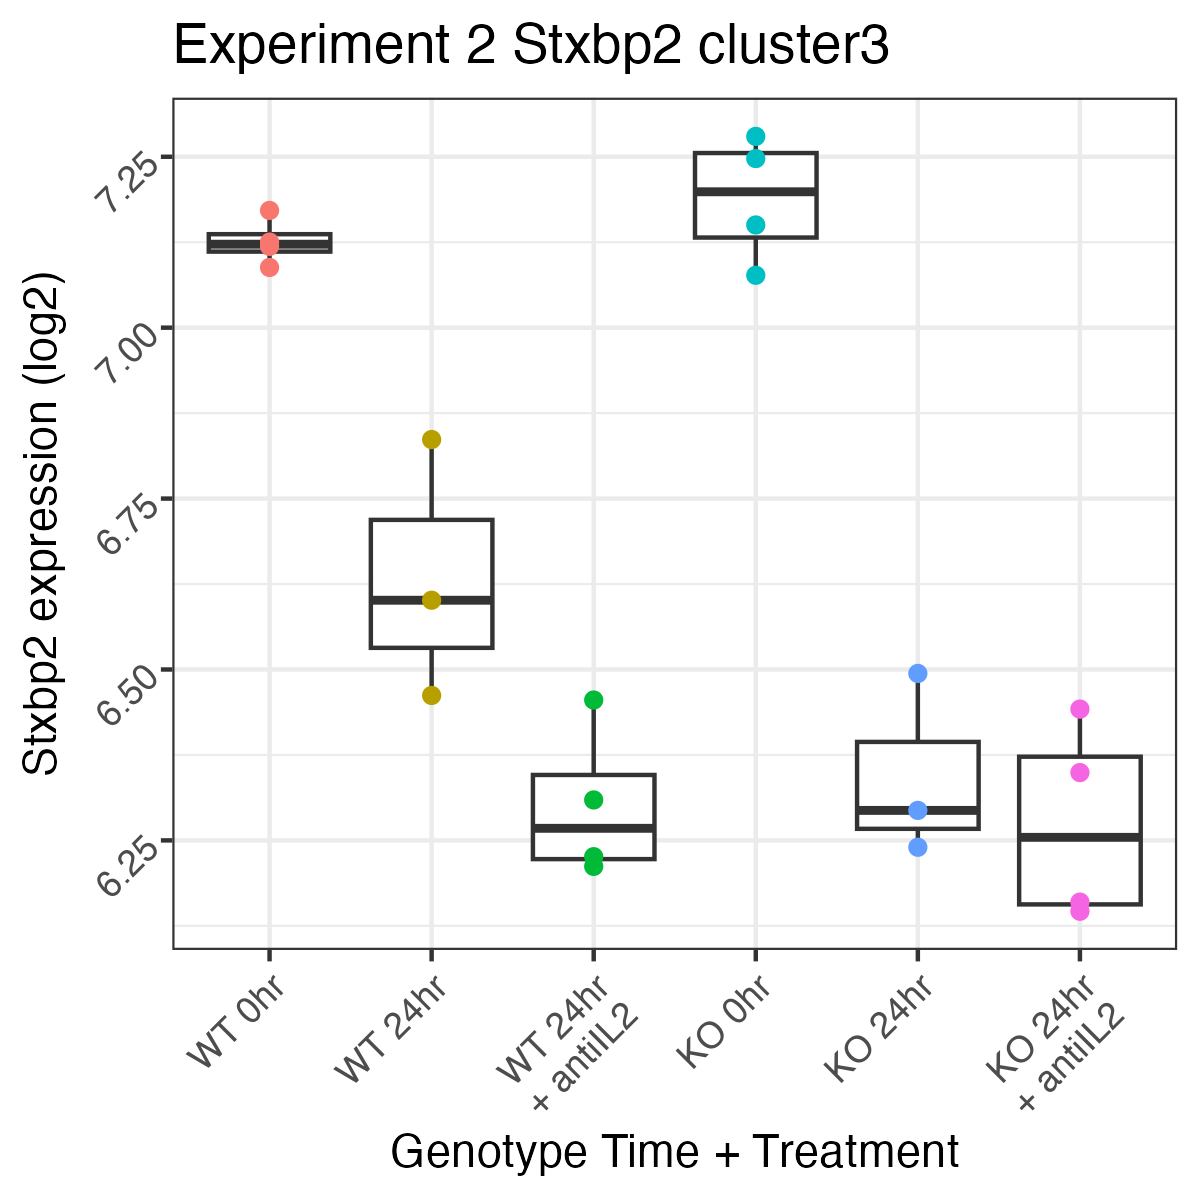 Experiment 2 Stxbp2 cluster3
Stxbp2 expression (log2)
7.25
7.00
6.75
6.50
6.25
WT 0hr
WT 24hr
WT 24hr
+ antiIL2
KO 0hr
KO 24hr
KO 24hr
+ antiIL2
Genotype Time + Treatment